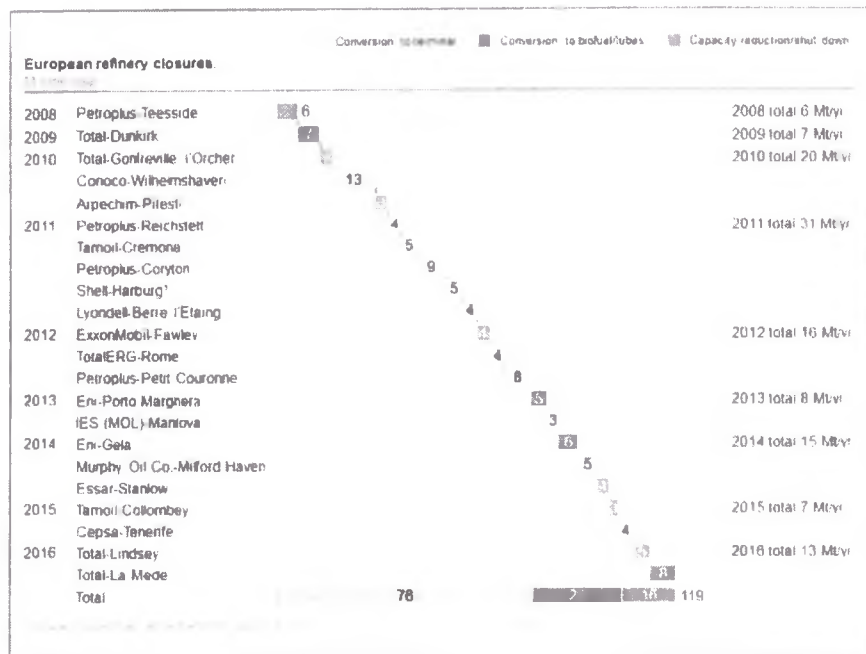 Conversion to terminal Conversion to biofuel/lubes Capacity reduction/shut down
European refinery closures
2008 Petroplus-Teesside 6 2008 total 6 Mt/yr
2009 Total-Dunkirk 7 2009 total 7 Mt/yr
2010 Total-Gonfreville l'Orcher 2010 total 20 Mt/yr
Conoco-Wilhelmshaven 13
Arpechim-Pitesti
2011 Petroplus-Reichstett 4 2011 total 31 Mt/yr
Tamoil-Cremona 5
Petroplus-Coryton 9
Shell-Harburg¹ 5
Lyondell-Berre l'Etang 4
2012 ExxonMobil-Fawley 4 2012 total 16 Mt/yr
TotalERG-Rome 4
Petroplus-Petit Couronne 8
2013 Eni-Porto Marghera 5 2013 total 8 Mt/yr
IES (MOL)-Mantova 3
2014 Eni-Gela 6 2014 total 15 Mt/yr
Murphy Oil Co.-Milford Haven 5
Essar-Stanlow
2015 Tamoil Collombey 2015 total 7 Mt/yr
Cepsa-Tenerife 4
2016 Total-Lindsey 2016 total 13 Mt/yr
Total-La Mede 8
Total 78 2 16 119